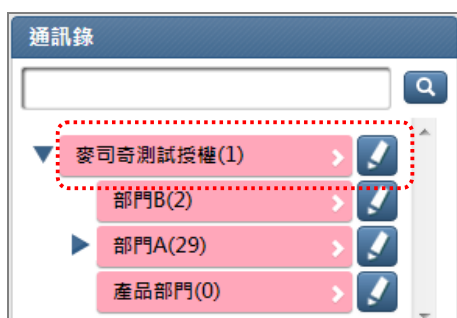 通訊錄
麥司奇測試授權(1)
部門B(2)
部門A(29)
產品部門(0)